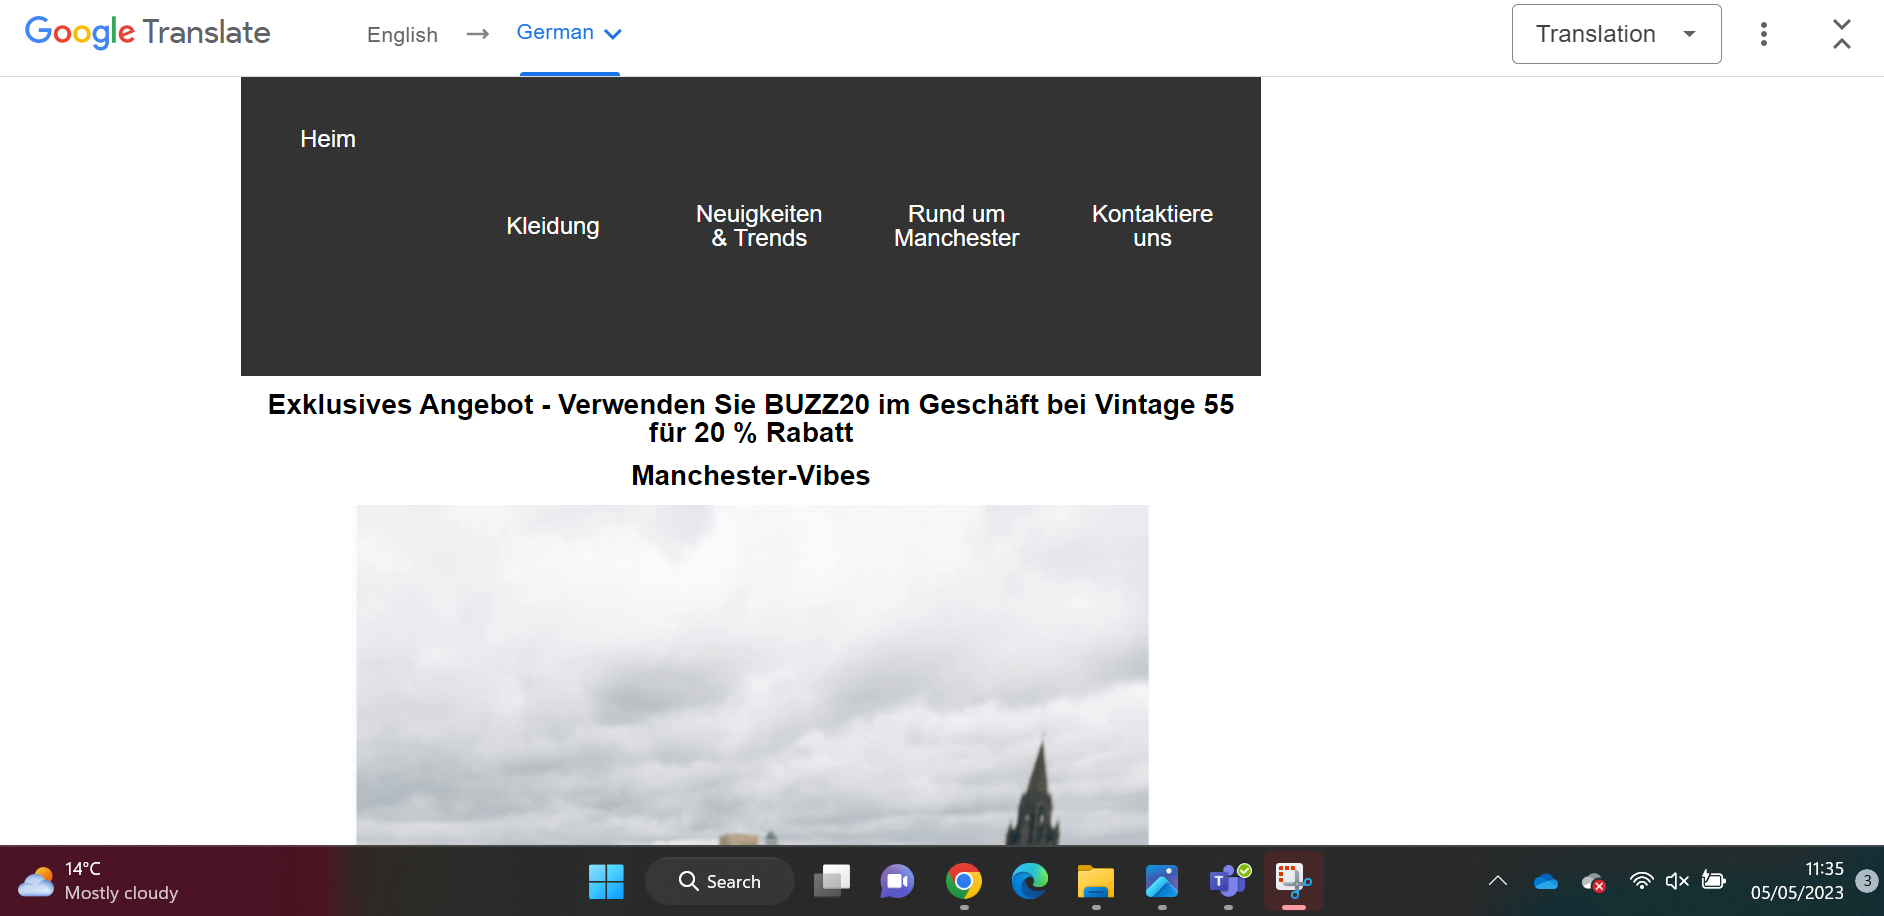 Google Translate
English → German
Translation
Heim
Kleidung
Neuigkeiten
& Trends
Rund um
Manchester
Kontaktiere
uns
Exklusives Angebot - Verwenden Sie BUZZ20 im Geschäft bei Vintage 55
für 20 % Rabatt
Manchester-Vibes
14°C
Mostly cloudy
Search
T
11:35
05/05/2023
3